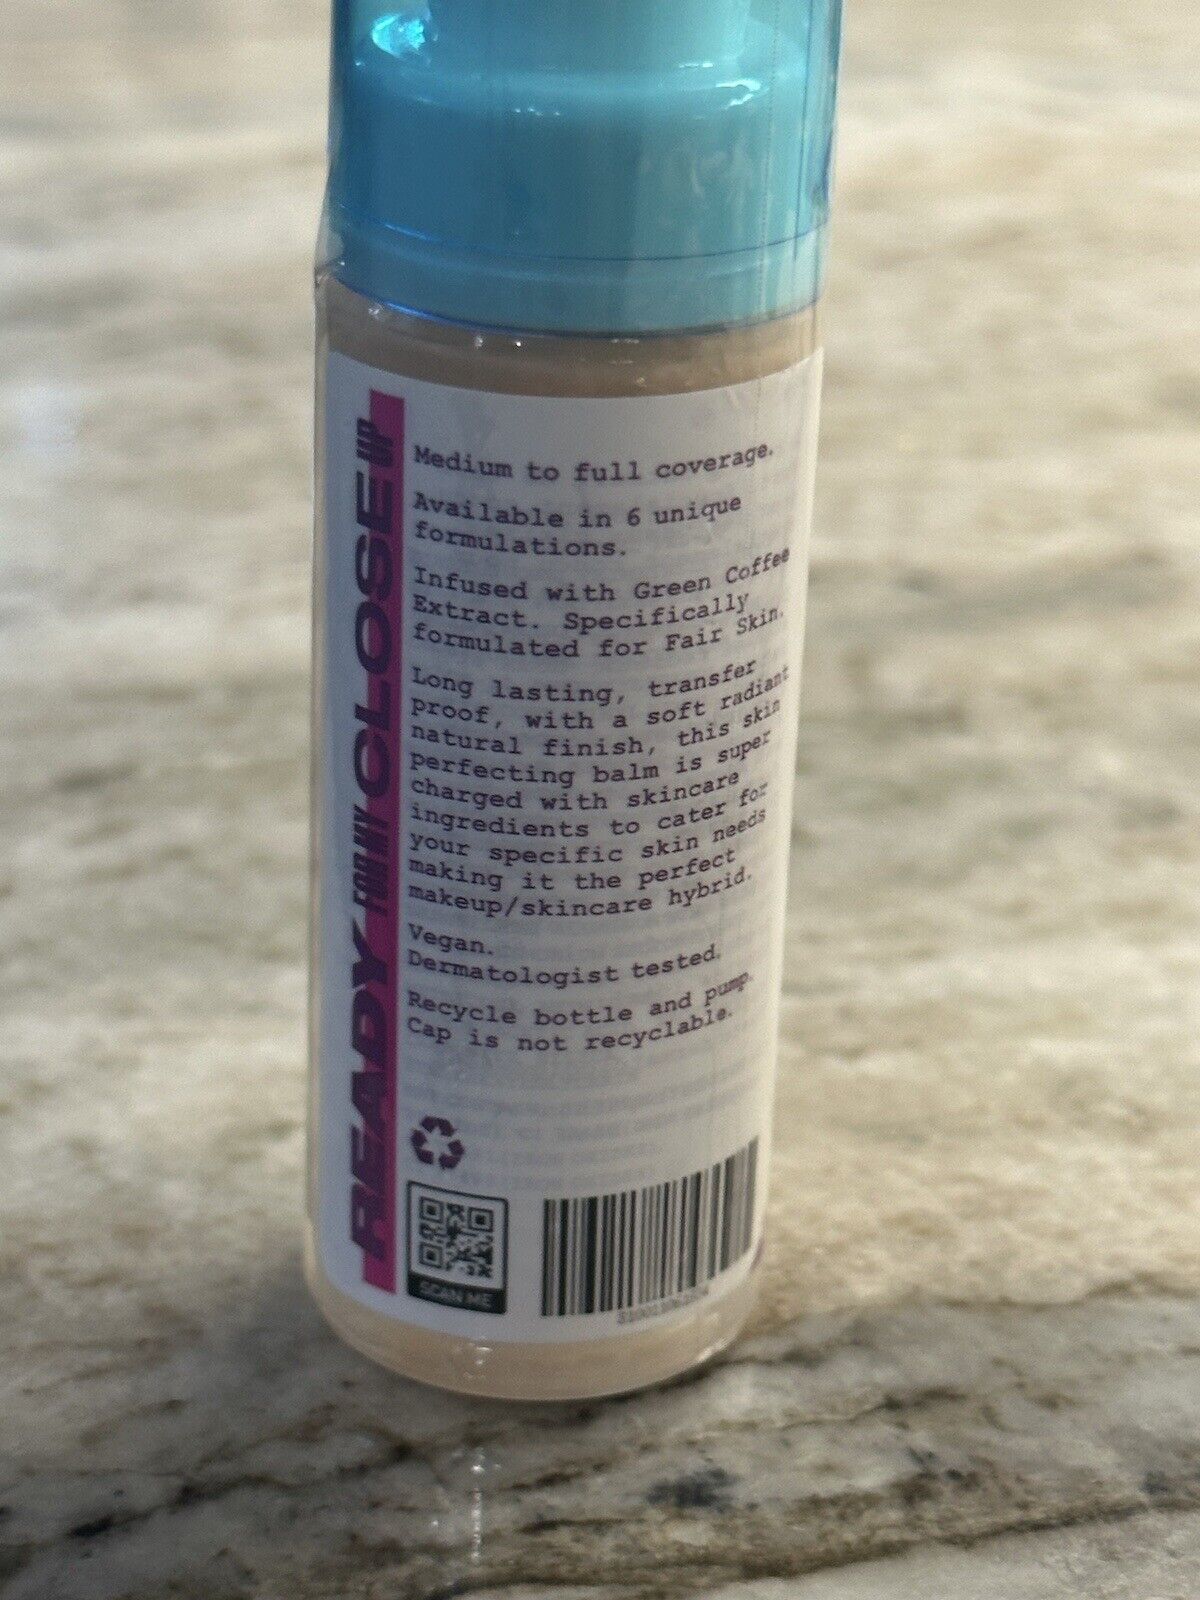 READY FOR MY CLOSE UP
Medium to full coverage.
Available in 6 unique
formulations.
Infused with Green Coffee
Extract. Specifically
formulated for Fair Skin.
Long lasting, transfer
proof, with a soft radiant
natural finish, this skin
perfecting balm is super
charged with skincare
ingredients to cater for
your specific skin needs
making it the perfect
makeup/skincare hybrid.
Vegan.
Dermatologist tested.
Recycle bottle and pump.
Cap is not recyclable.
SCAN ME